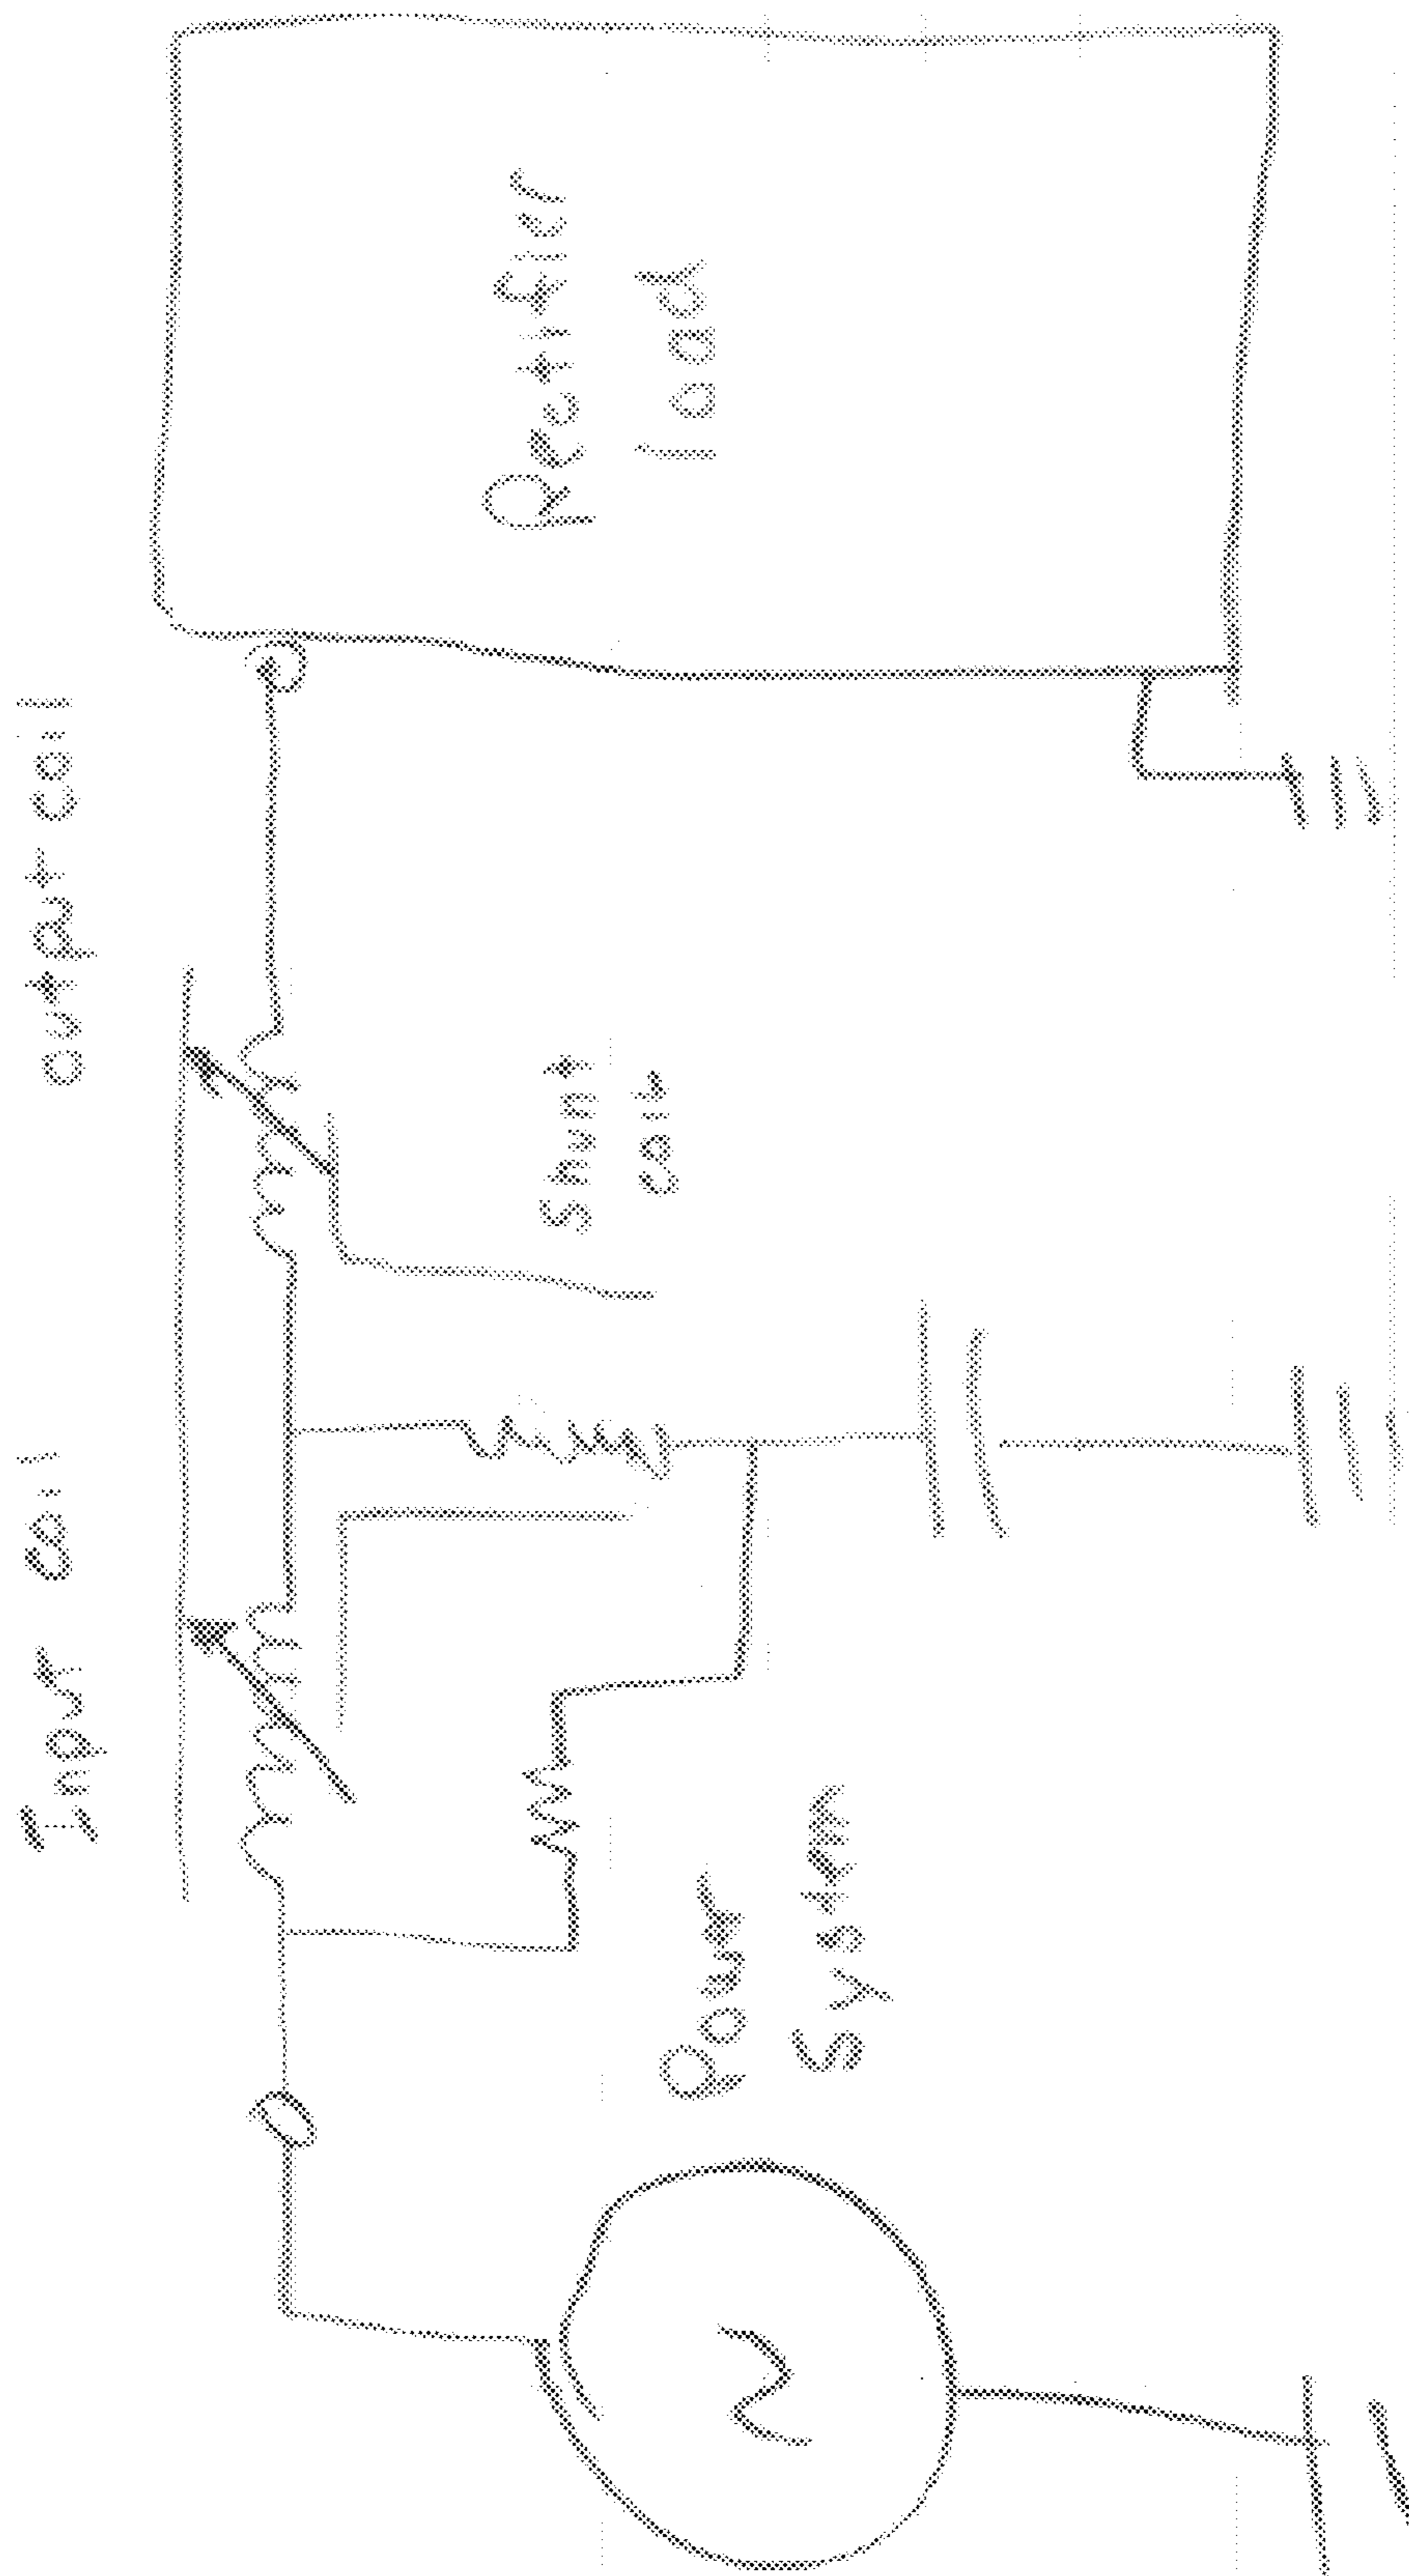 Input coil
output coil
Shunt
coil
Rectifier
load
Power
System